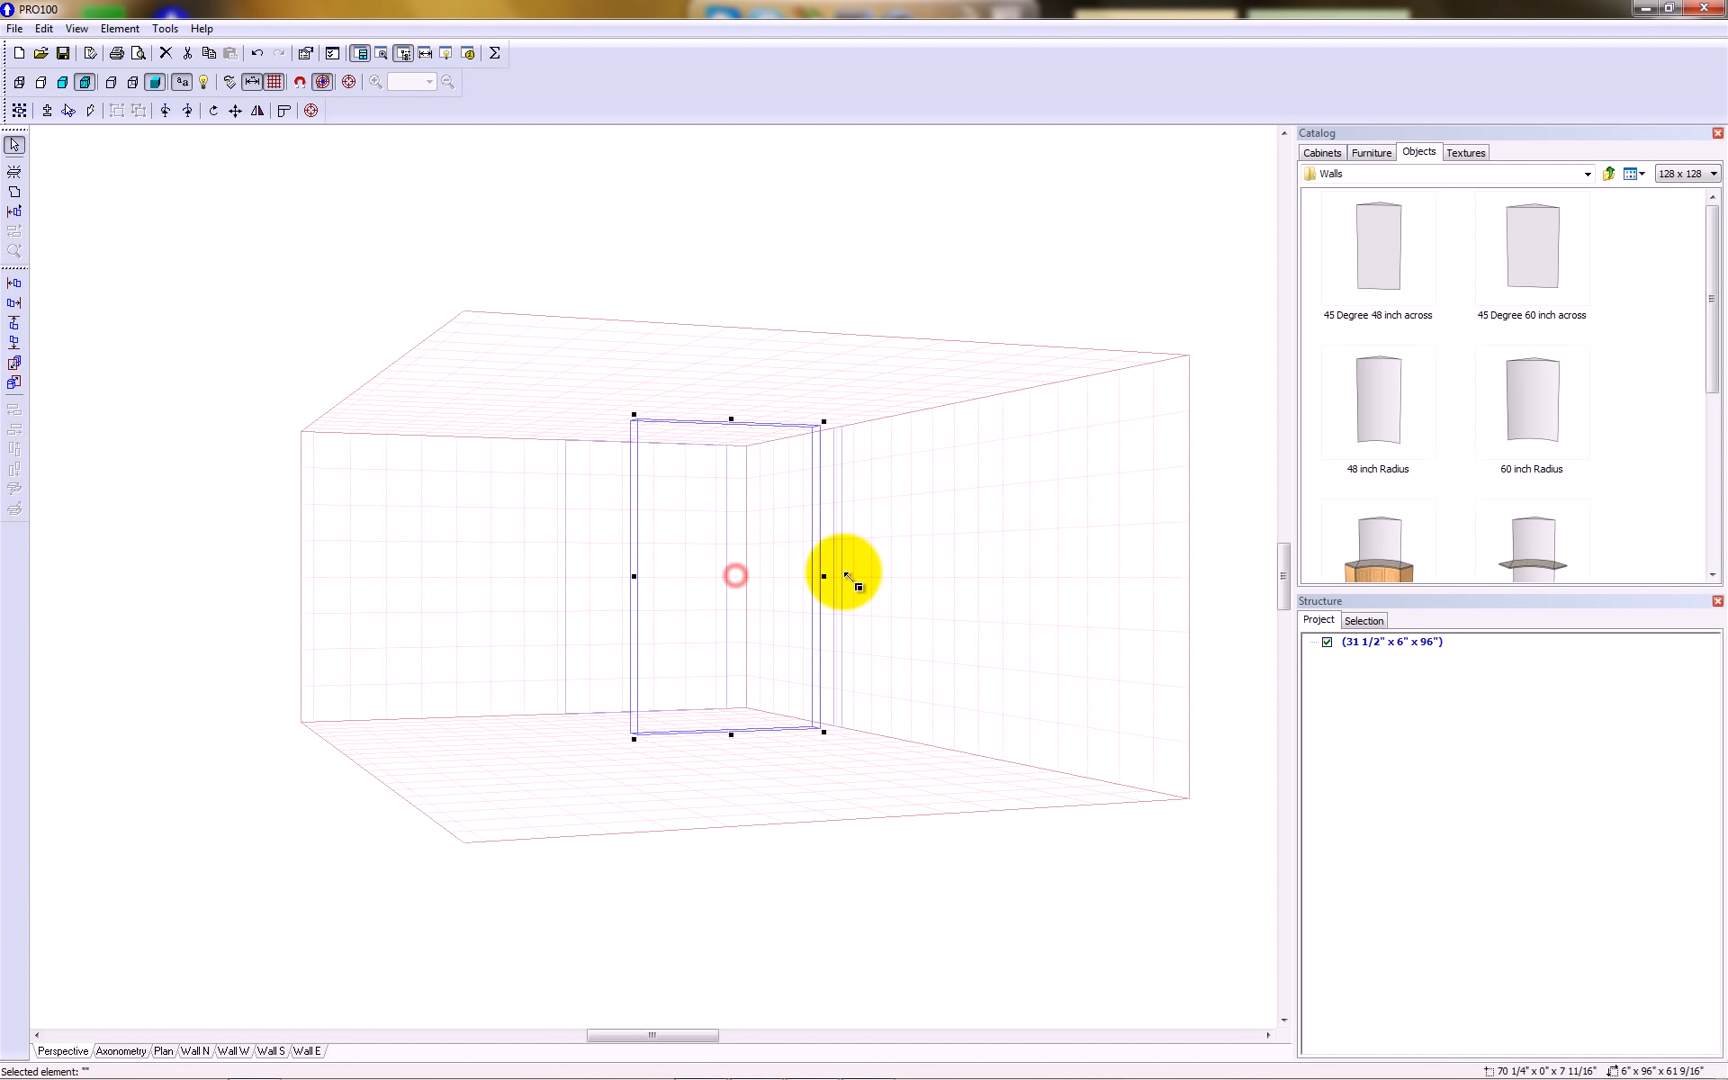 PRO100
File Edit View Element Tools Help
Catalog
Cabinets Furniture Objects Textures
Walls 128 x 128
45 Degree 48 inch across 45 Degree 60 inch across
48 inch Radius 60 inch Radius
Structure
Project Selection
(31 1/2" x 6" x 96")
Perspective Axonometry Plan Wall N Wall W Wall S Wall E
Selected element: "" 70 1/4" x 0" x 7 11/16" 6" x 96" x 61 9/16"